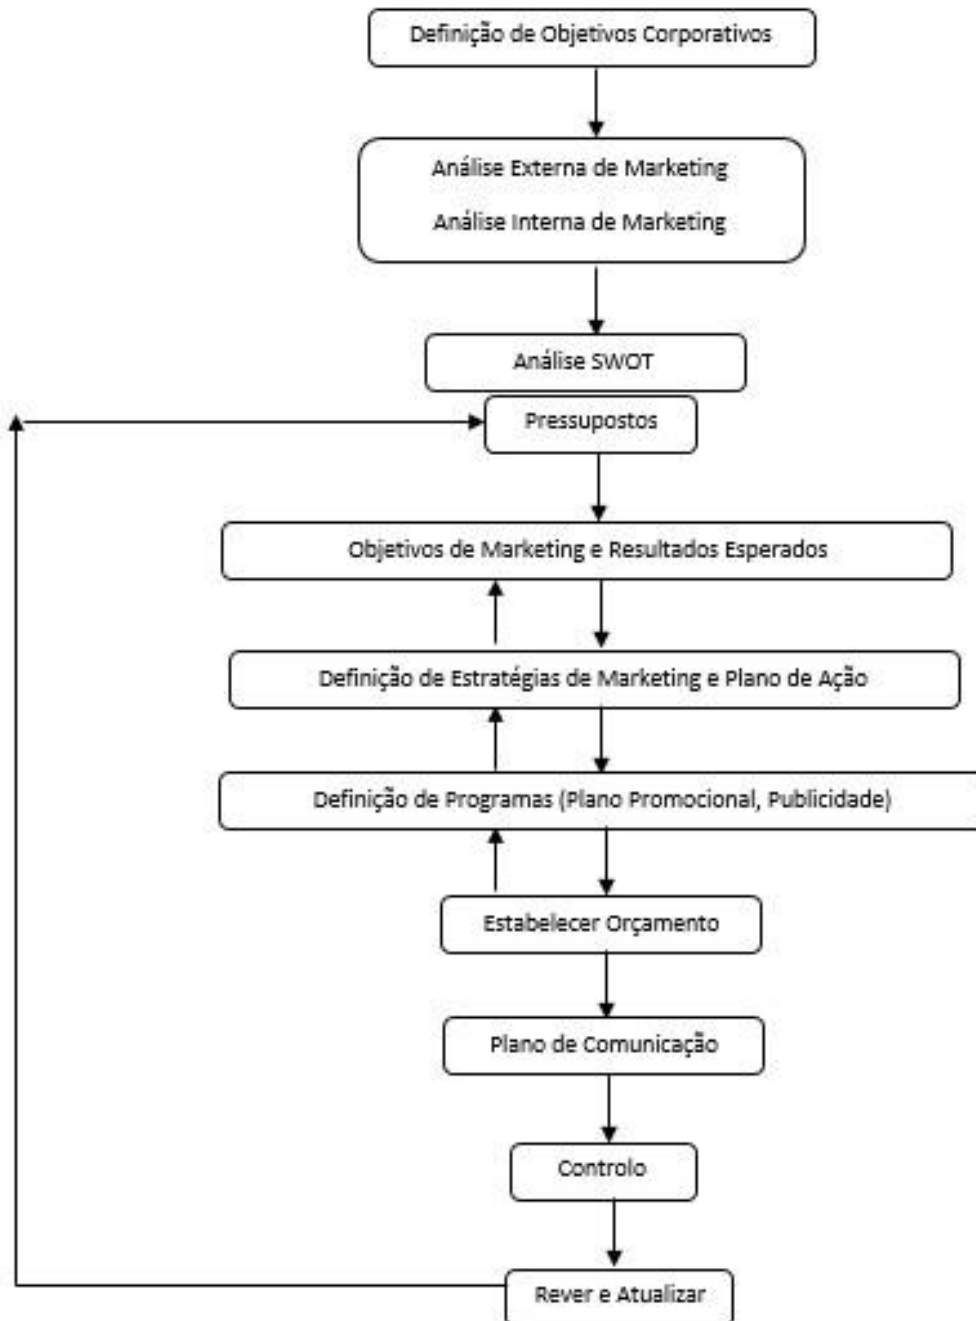 Definição de Objetivos Corporativos
Análise Externa de Marketing
Análise Interna de Marketing
Análise SWOT
Pressupostos
Objetivos de Marketing e Resultados Esperados
Definição de Estratégias de Marketing e Plano de Ação
Definição de Programas (Plano Promocional, Publicidade)
Estabelecer Orçamento
Plano de Comunicação
Controlo
Rever e Atualizar